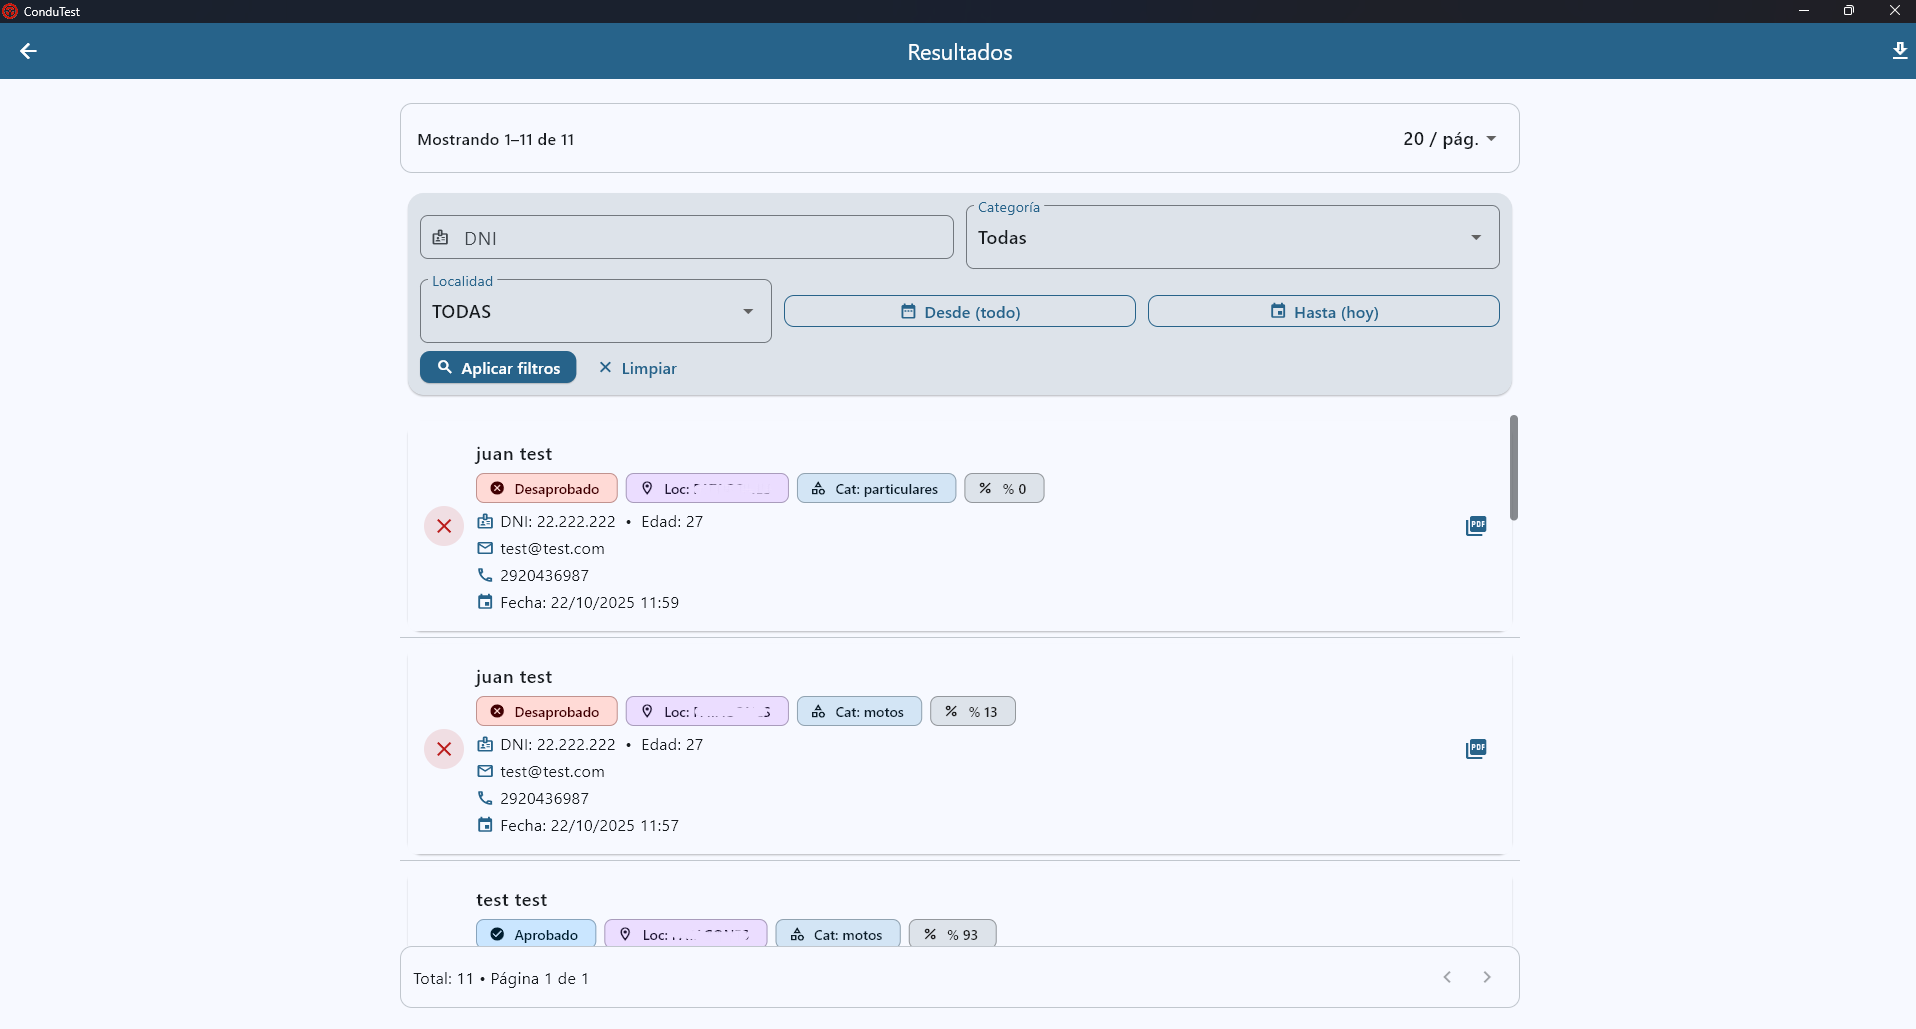 ConduTest
Resultados
Mostrando 1–11 de 11
20 / pág.
DNI
Categoría
Todas
Localidad
TODAS
Desde (todo)
Hasta (hoy)
Aplicar filtros
Limpiar
juan test
Desaprobado Loc: Cat: particulares % % 0
DNI: 22.222.222 • Edad: 27
PDF
test@test.com
2920436987
Fecha: 22/10/2025 11:59
juan test
Desaprobado Loc: Cat: motos % % 13
DNI: 22.222.222 • Edad: 27
PDF
test@test.com
2920436987
Fecha: 22/10/2025 11:57
test test
Aprobado Loc: Cat: motos % % 93
Total: 11 • Página 1 de 1